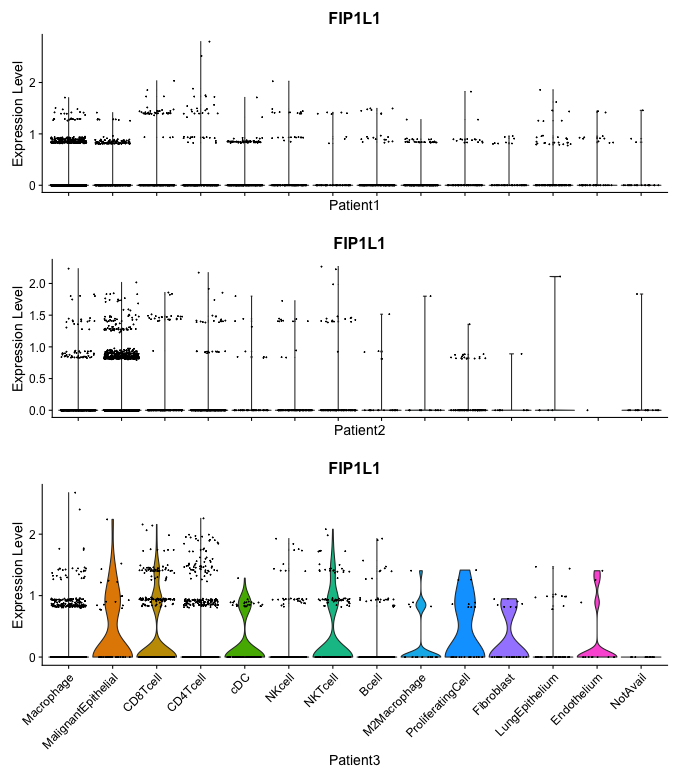 FIP1L1
Expression Level
2
1
0
Patient1
FIP1L1
Expression Level
2.0
1.5
1.0
0.5
0.0
Patient2
FIP1L1
Expression Level
2
1
0
Macrophage
MalignantEpithelial
CD8Tcell
CD4Tcell
cDC
NKcell
NKTcell
Bcell
M2Macrophage
ProliferatingCell
Fibroblast
LungEpithelium
Endothelium
NotAvail
Patient3